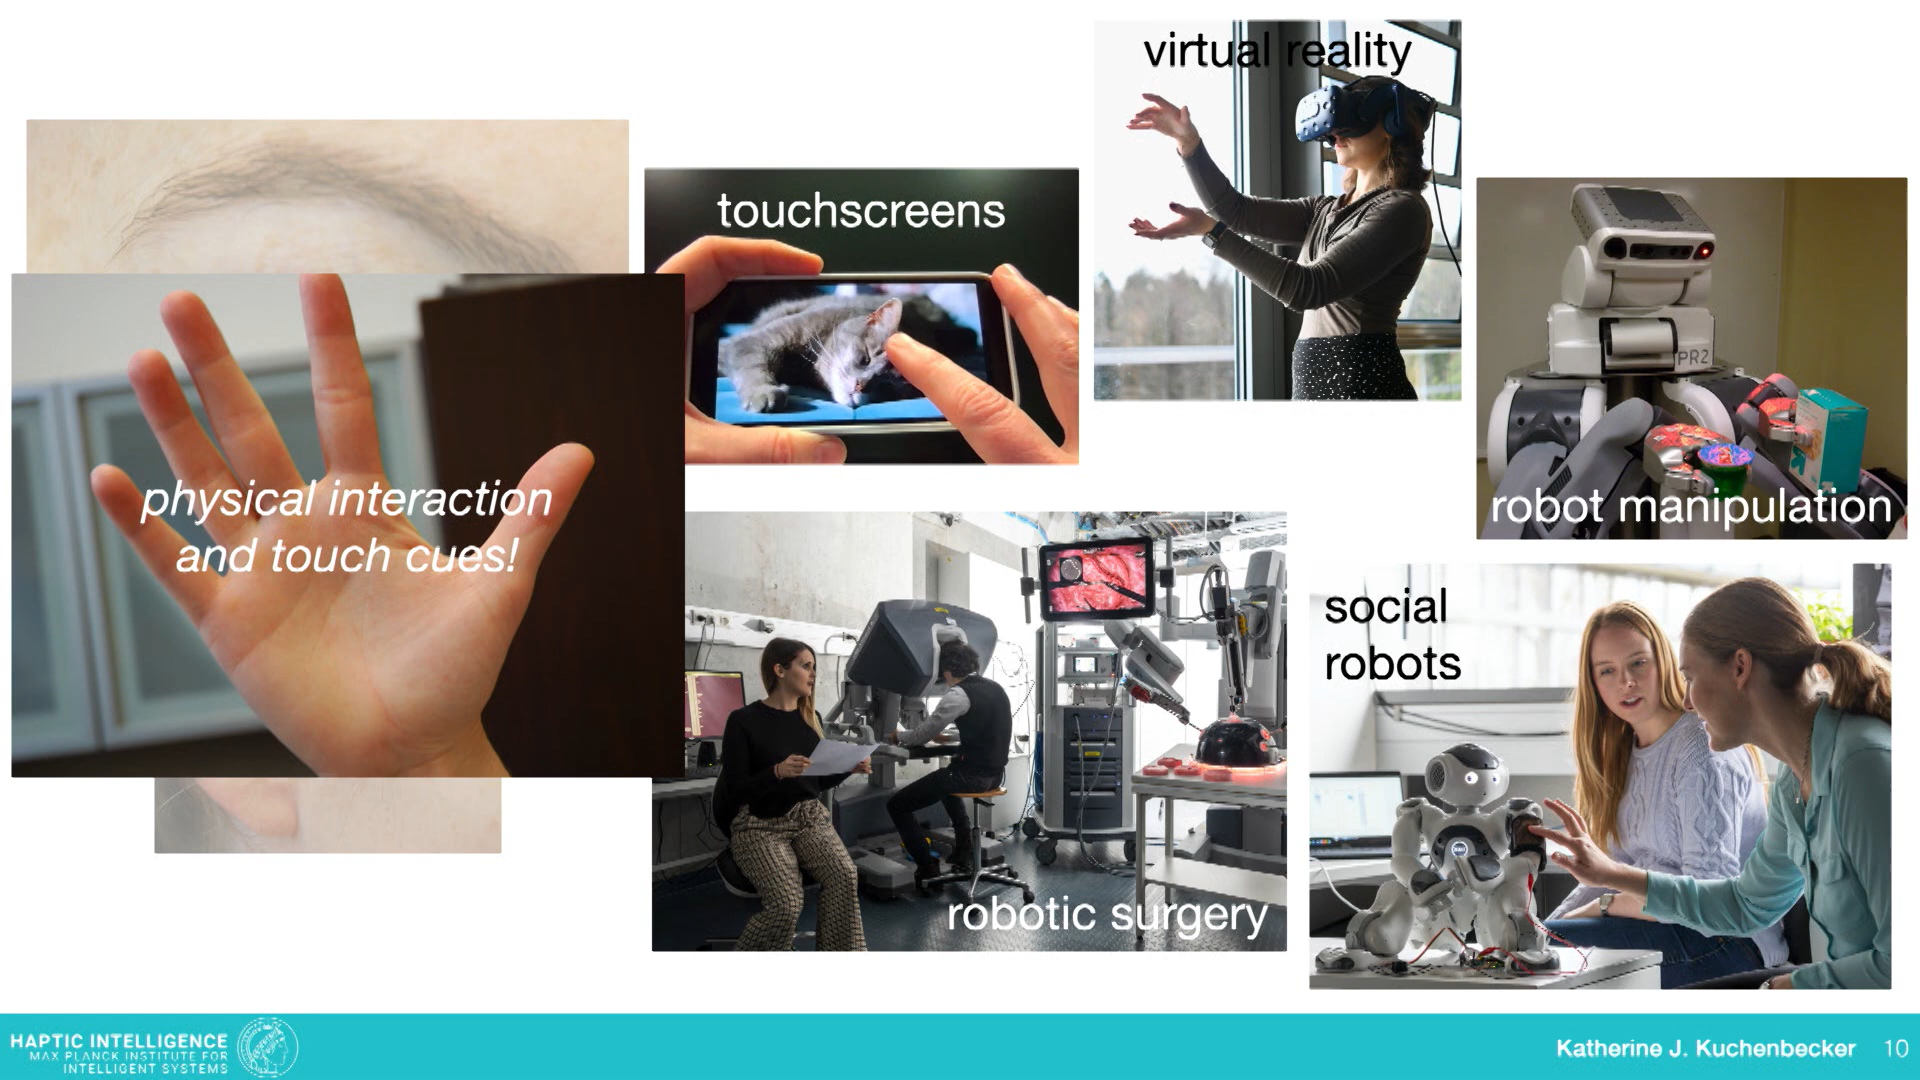 virtual reality
touchscreens
PR2
physical interaction
and touch cues!
robot manipulation
social
robots
robotic surgery
HAPTIC INTELLIGENCE
MAX PLANCK INSTITUTE FOR
INTELLIGENT SYSTEMS
Katherine J. Kuchenbecker
10